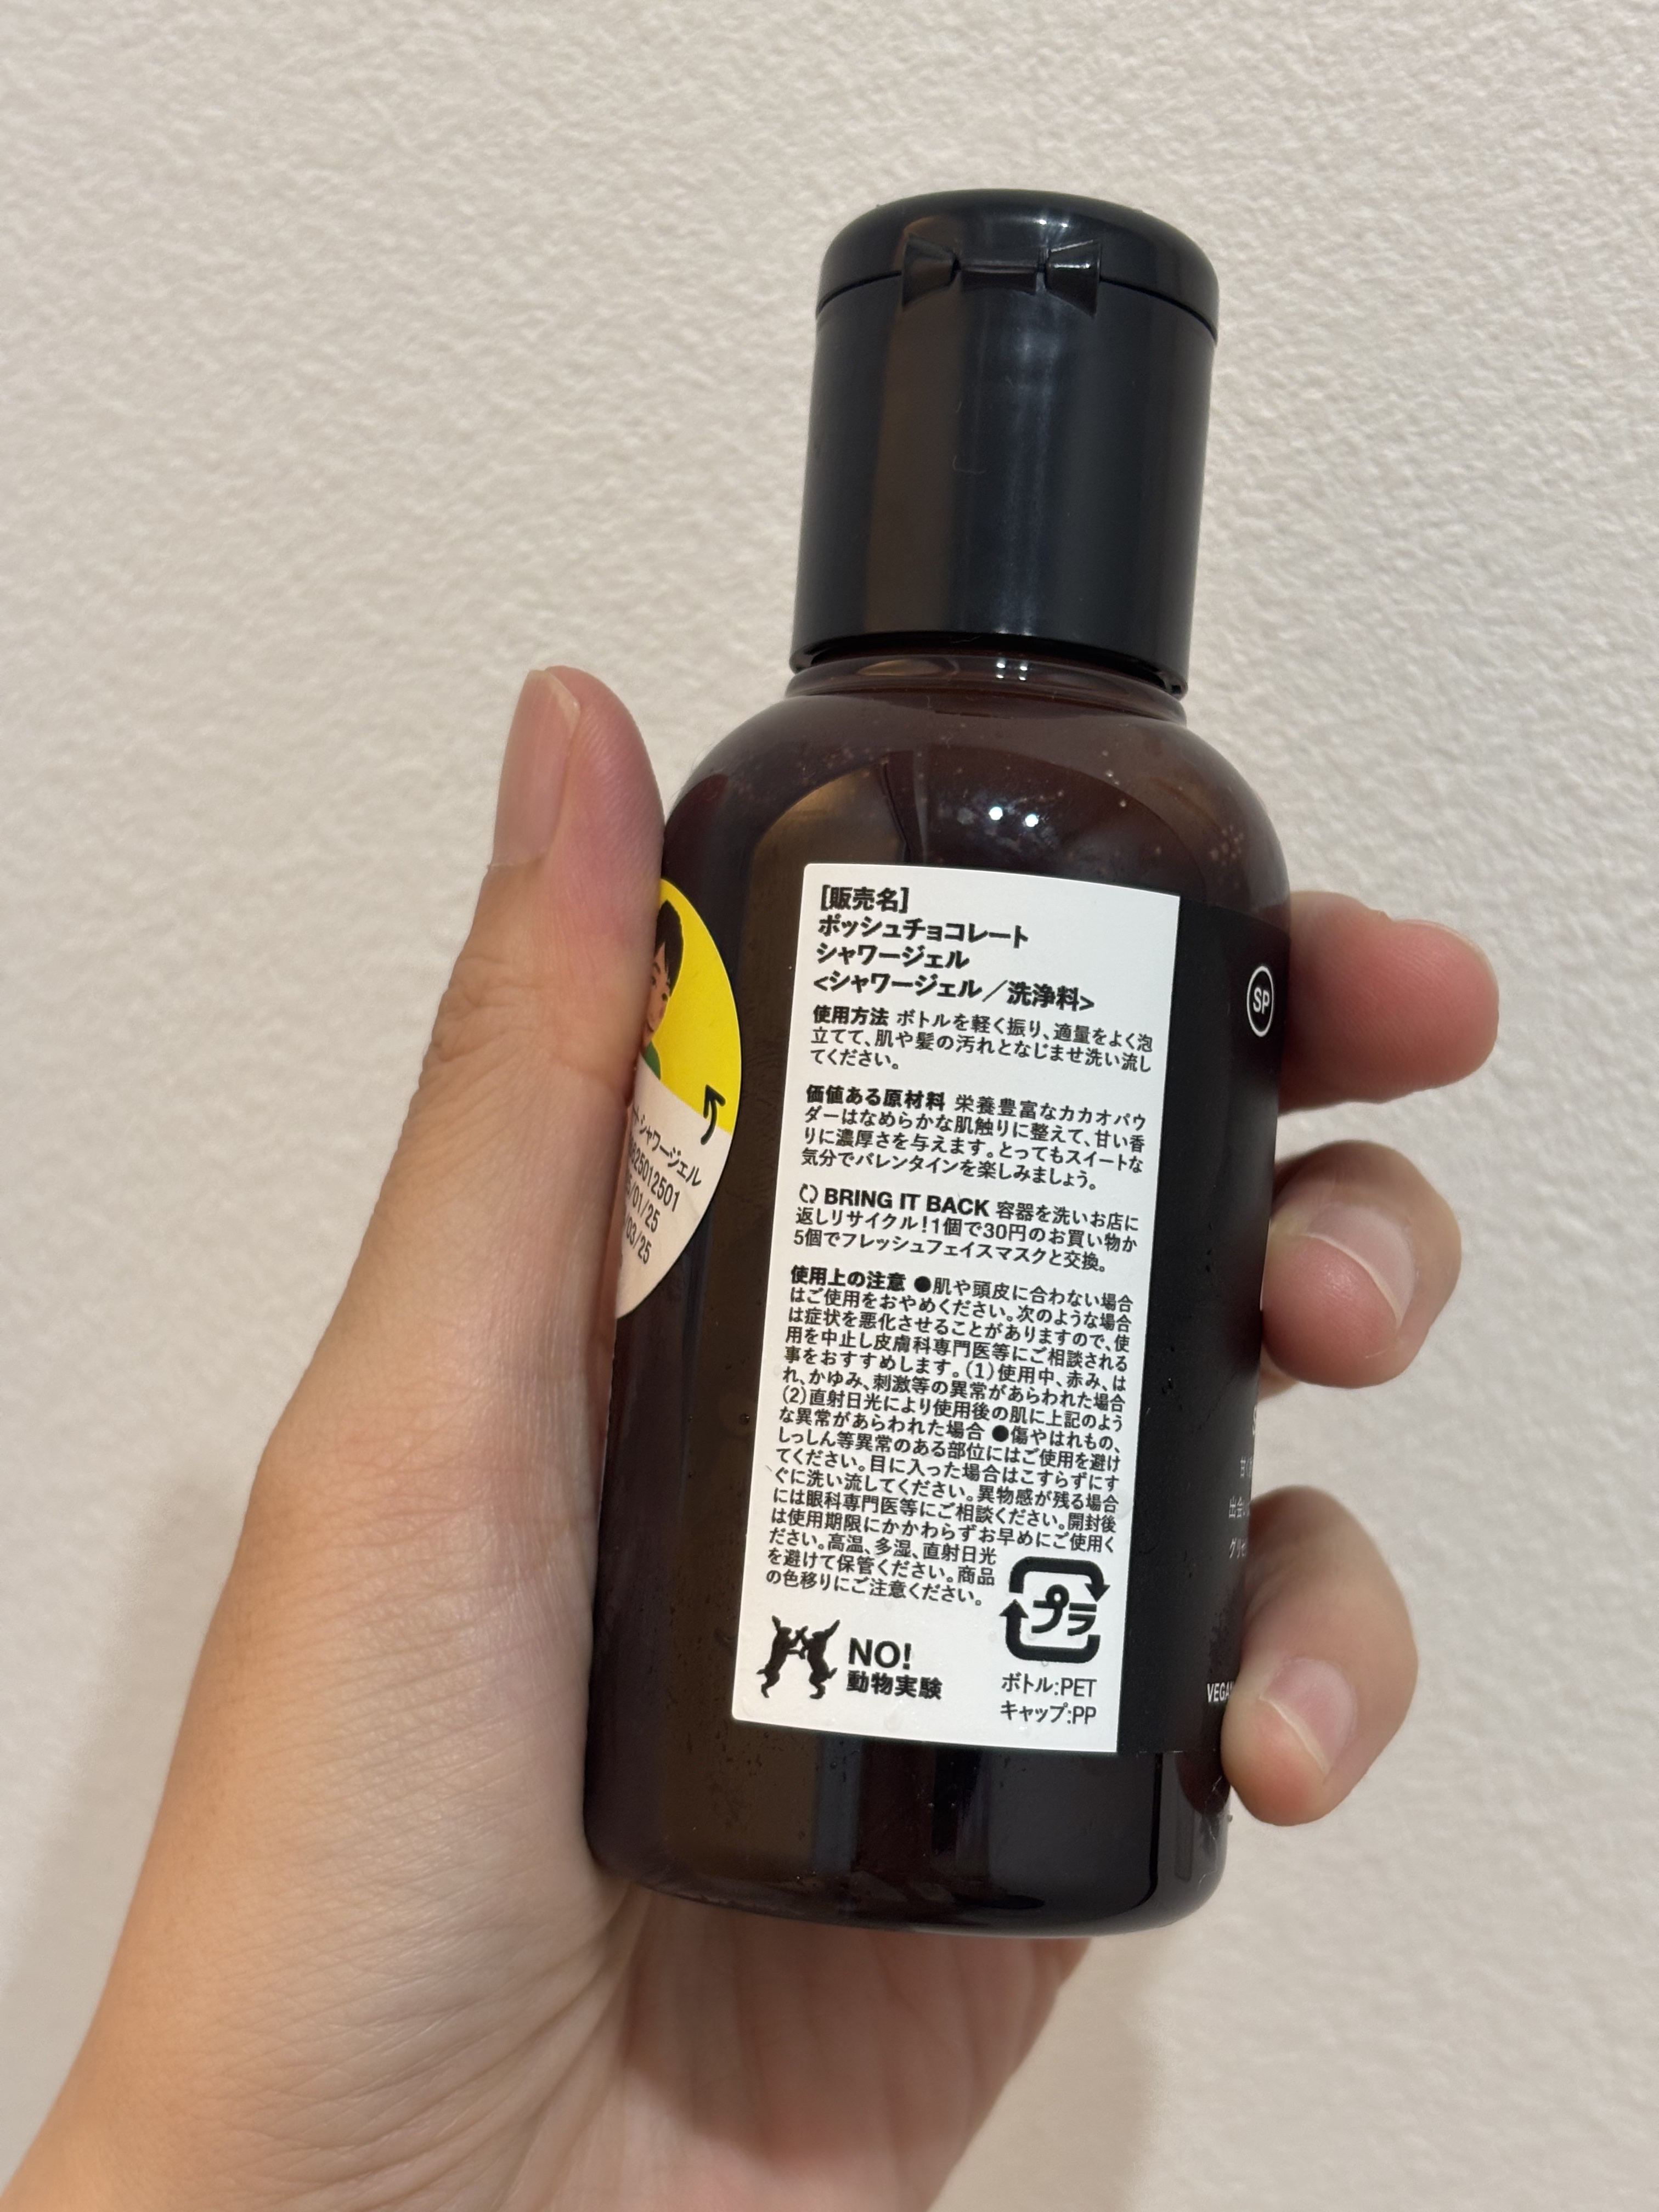 [販売名]
ポッシュチョコレート
シャワージェル
<シャワージェル/洗浄料>
使用方法 ボトルを軽く振り、適量をよく泡
立てて、肌や髪の汚れとなじませ洗い流し
てください。
価値ある原材料 栄養豊富なカカオパウ
ダーはなめらかな肌触りに整えて、甘い香
りに濃厚さを与えます。とってもスイートな
気分でバレンタインを楽しみましょう。
BRING IT BACK 容器を洗いお店に
返しリサイクル!1個で30円のお買い物か
5個でフレッシュフェイスマスクと交換。
使用上の注意 ●肌や頭皮に合わない場合
はご使用をおやめください。次のような場合
は症状を悪化させることがありますので、使
用を中止し皮膚科専門医等にご相談される
事をおすすめします。(1)使用中、赤み、は
れ、かゆみ、刺激等の異常があらわれた場合
(2)直射日光により使用後の肌に上記のよう
な異常があらわれた場合 ●傷やはれもの、
しっしん等異常のある部位にはご使用を避け
てください。目に入った場合はこすらずにす
ぐに洗い流してください。異物感が残る場合
には眼科専門医等にご相談ください。開封後
は使用期限にかかわらずお早めにご使用く
ださい。高温、多湿、直射日光
を避けて保管ください。商品
の色移りにご注意ください。
プラ
NO!
動物実験
ボトル:PET
キャップ:PP
シャワージェル
625012501
/01/25
/03/25
SP
VEGA